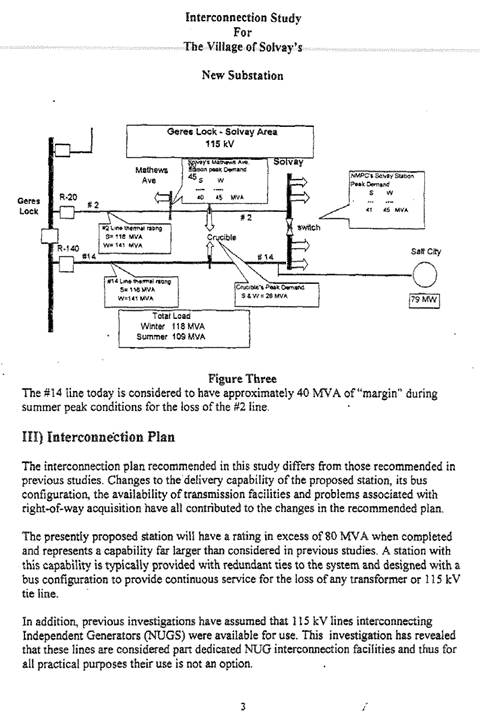 Interconnection Study
For
The Village of Solvay's
New Substation
Geres Lock - Solvay Area
115 kV
Mathews
Ave
Solvay's Mathews Ave.
Station peak Demand
45 S W
40 45 MVA
Solvay
NMPC's Solvay Station
Peak Demand
S W
41 45 MVA
Geres
Lock
R-20
# 2
# 2
#2 Line thermal rating
S= 118 MVA
W= 141 MVA
Crucible
switch
R-140
#14
# 14
Salt City
#14 Line thermal rating
S= 118 MVA
W=141 MVA
Crucible's Peak Demand
S & W = 28 MVA
79 MW
Total Load
Winter 118 MVA
Summer 109 MVA
Figure Three
The #14 line today is considered to have approximately 40 MVA of "margin" during
summer peak conditions for the loss of the #2 line.
III) Interconnection Plan
The interconnection plan recommended in this study differs from those recommended in
previous studies. Changes to the delivery capability of the proposed station, its bus
configuration, the availability of transmission facilities and problems associated with
right-of-way acquisition have all contributed to the changes in the recommended plan.
The presently proposed station will have a rating in excess of 80 MVA when completed
and represents a capability far larger than considered in previous studies. A station with
this capability is typically provided with redundant ties to the system and designed with a
bus configuration to provide continuous service for the loss of any transformer or 115 kV
tie line.
In addition, previous investigations have assumed that 115 kV lines interconnecting
Independent Generators (NUGS) were available for use. This investigation has revealed
that these lines are considered part dedicated NUG interconnection facilities and thus for
all practical purposes their use is not an option.
3